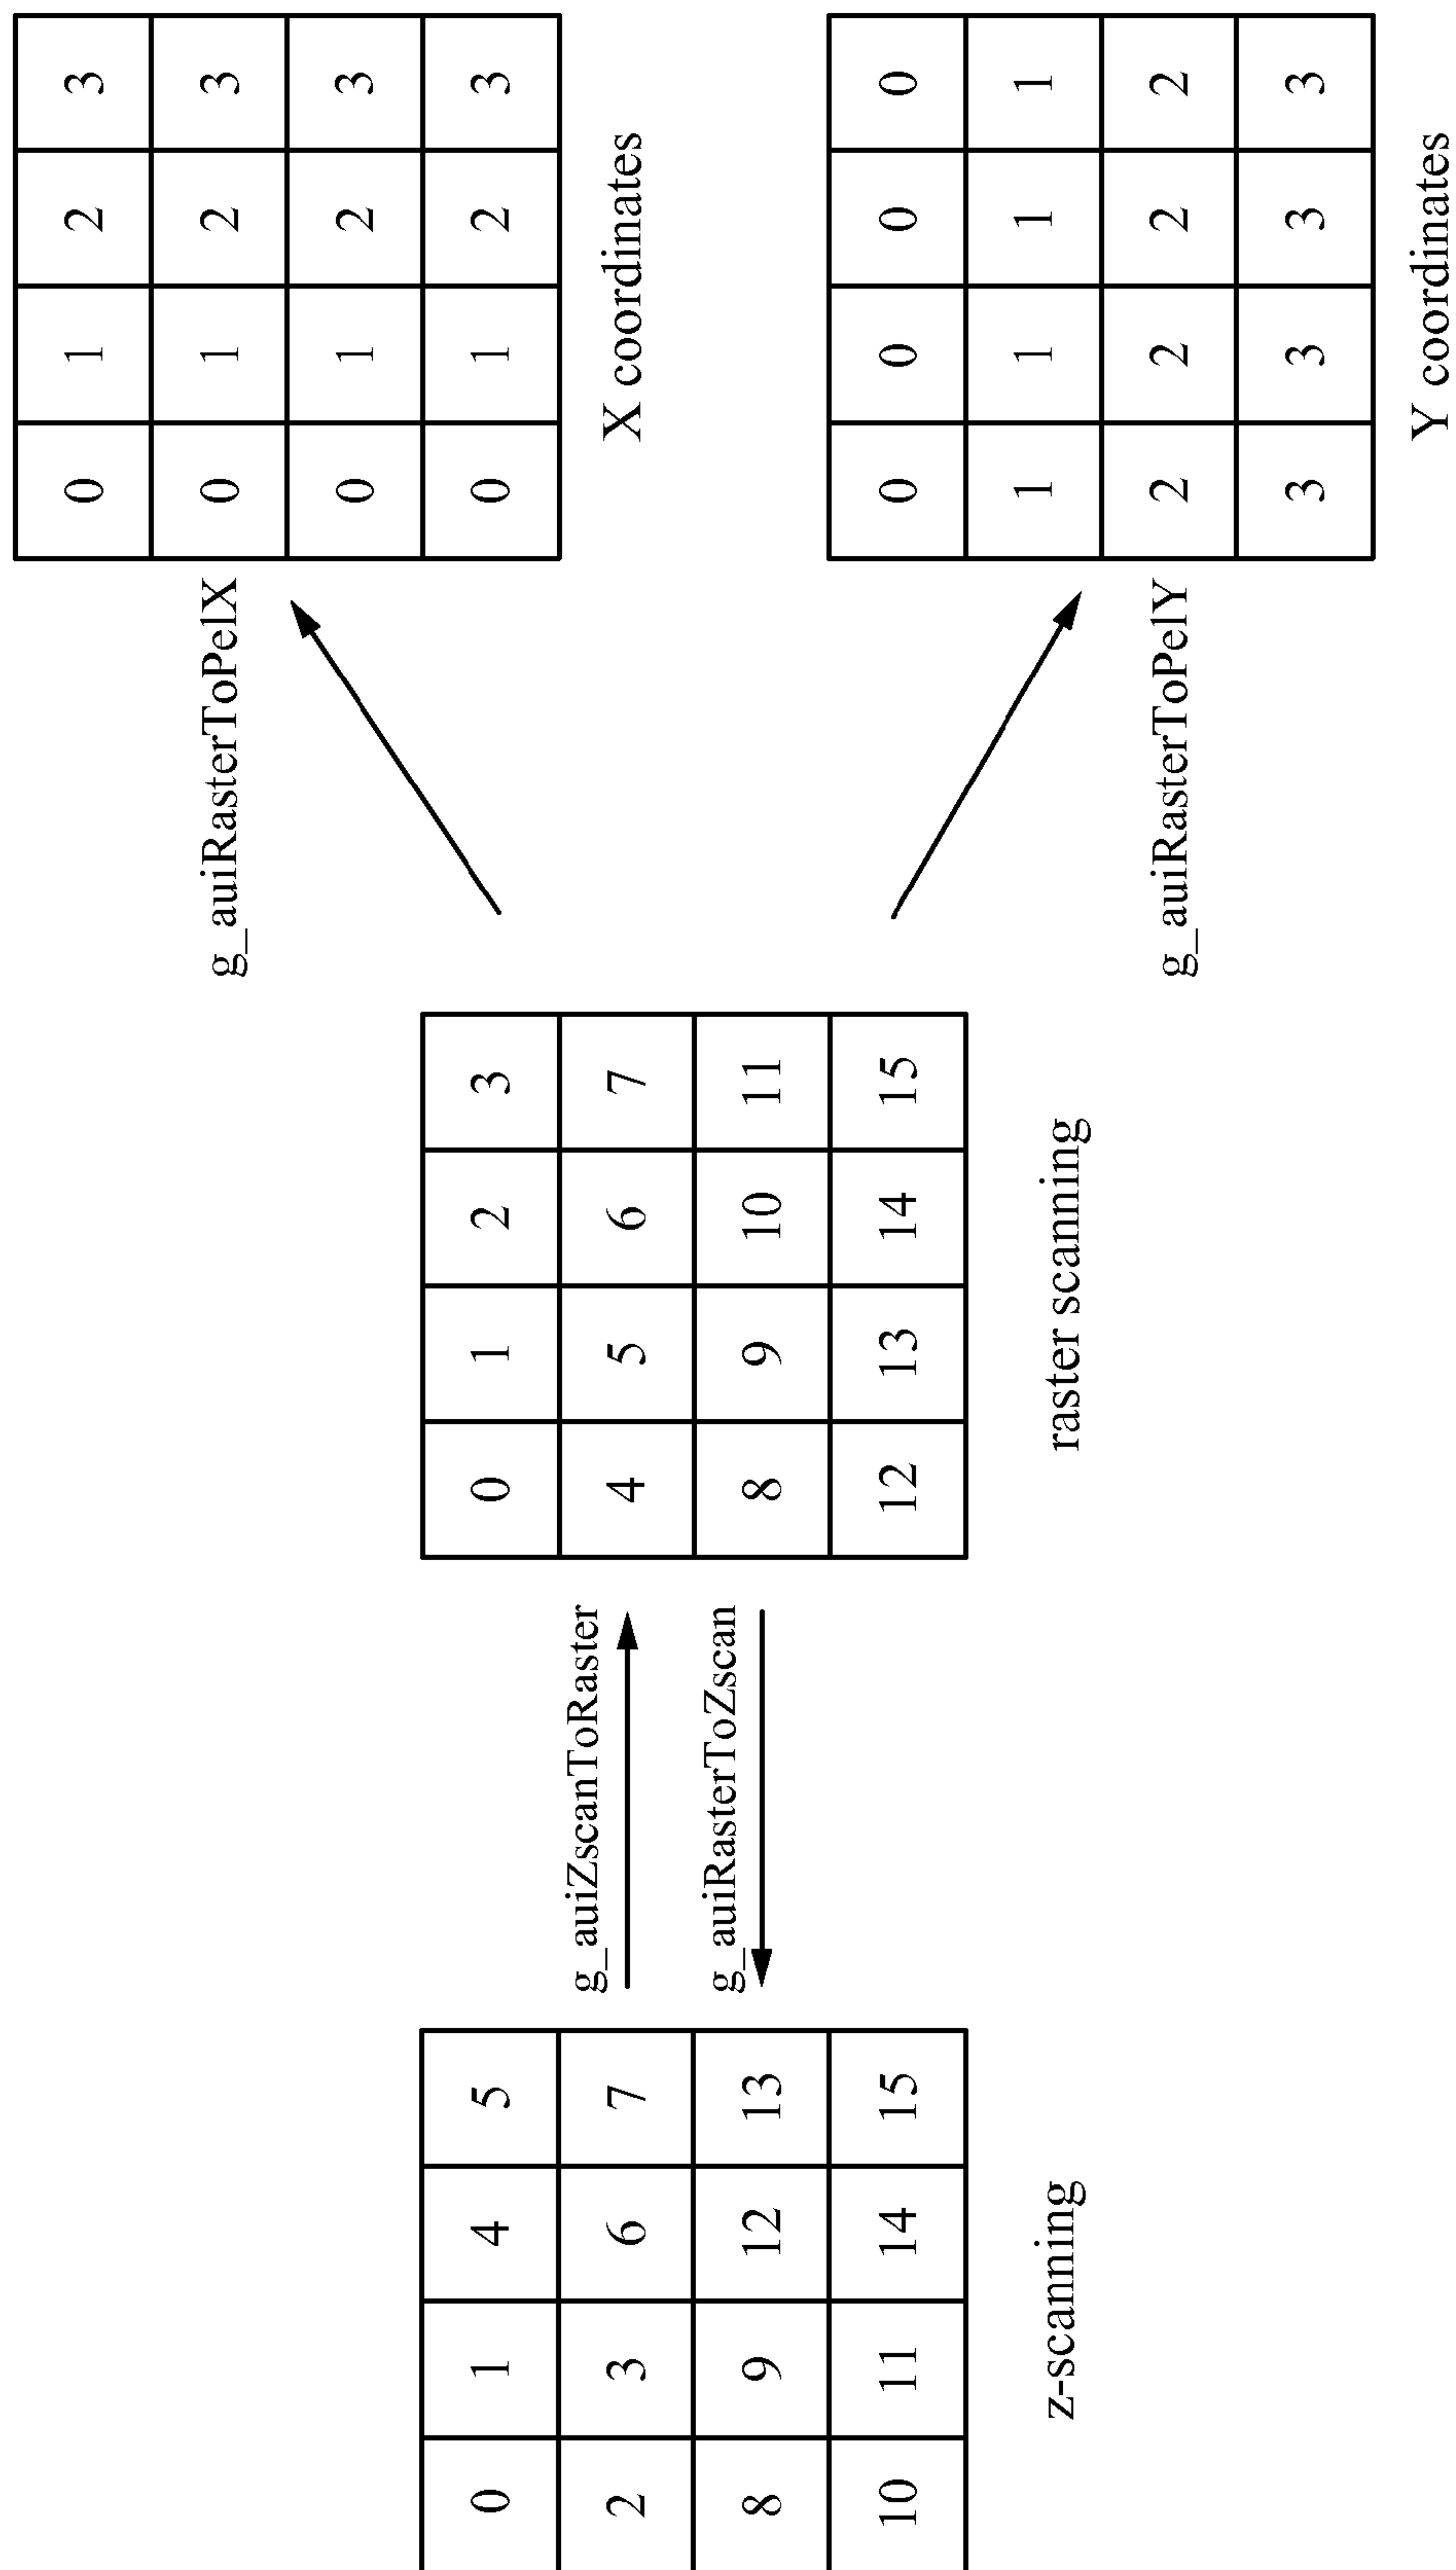 0 1 4 5
2 3 6 7
8 9 12 13
10 11 14 15
z-scanning
g_auiZscanToRaster
g_auiRasterToZscan
0 1 2 3
4 5 6 7
8 9 10 11
12 13 14 15
raster scanning
g_auiRasterToPelX
0 1 2 3
0 1 2 3
0 1 2 3
0 1 2 3
X coordinates
g_auiRasterToPelY
0 0 0 0
1 1 1 1
2 2 2 2
3 3 3 3
Y coordinates